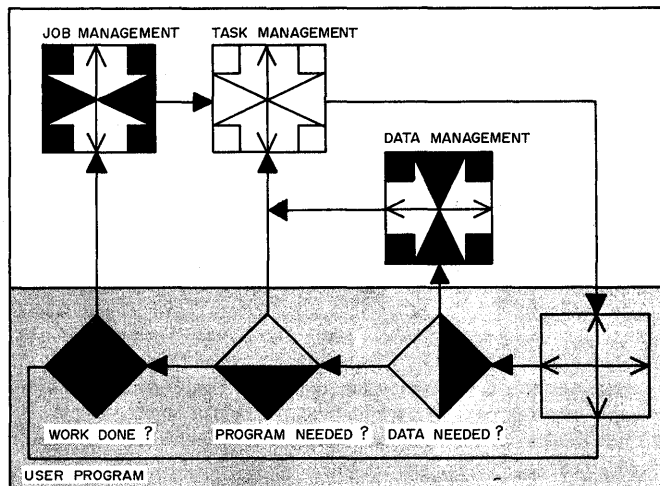 JOB MANAGEMENT
TASK MANAGEMENT
DATA MANAGEMENT
WORK DONE ?
PROGRAM NEEDED ?
DATA NEEDED ?
USER PROGRAM